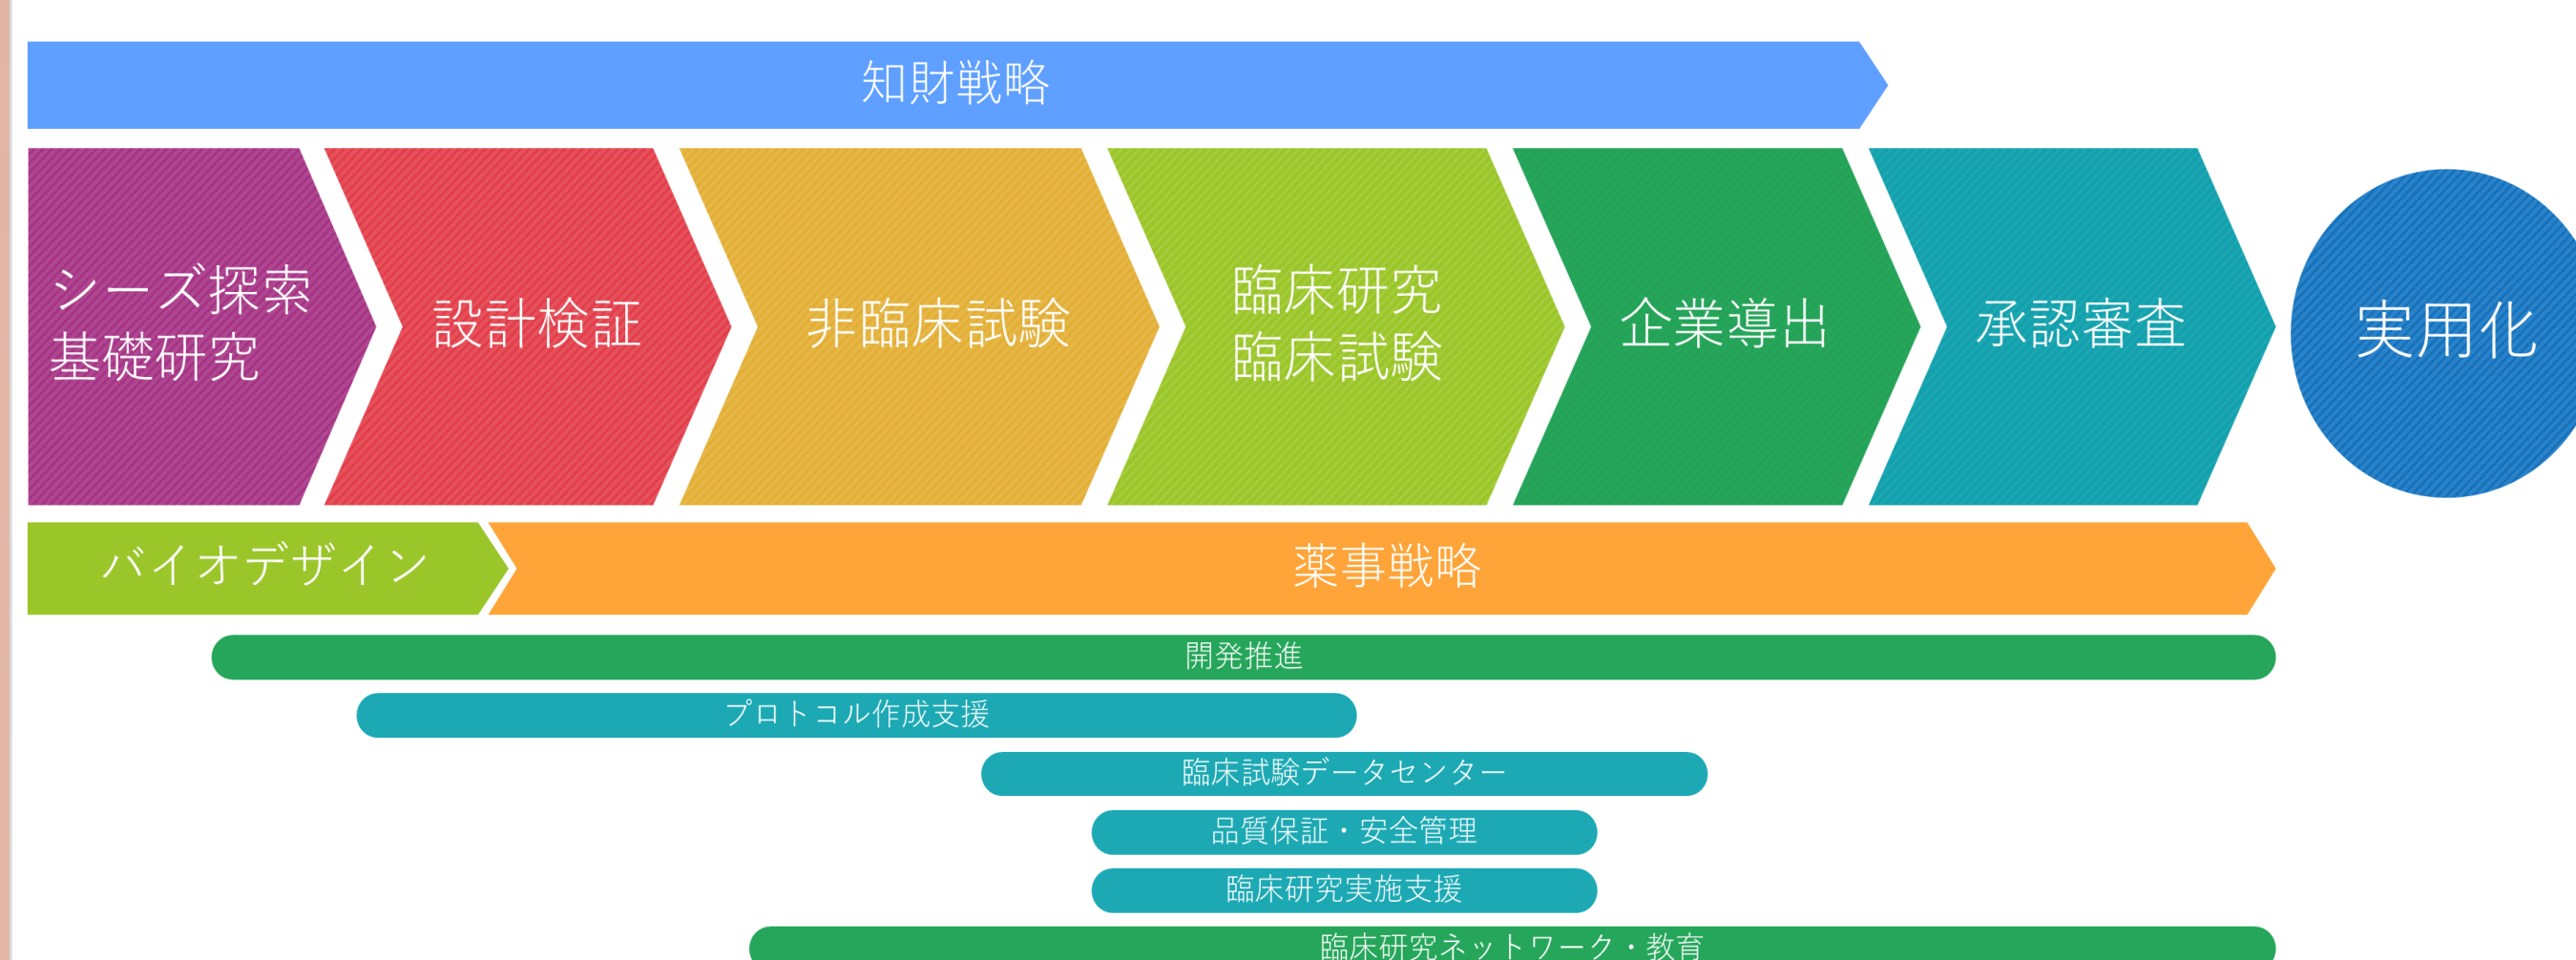 知財戦略
シーズ探索
基礎研究
設計検証
非臨床試験
臨床研究
臨床試験
企業導出
承認審査
実用化
バイオデザイン
薬事戦略
開発推進
プロトコル作成支援
臨床試験データセンター
品質保証・安全管理
臨床研究実施支援
臨床研究ネットワーク・教育